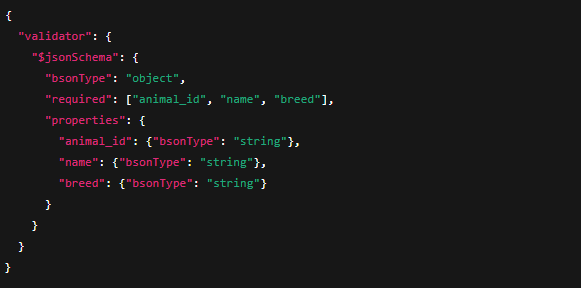 {
  "validator": {
    "$jsonSchema": {
      "bsonType": "object",
      "required": ["animal_id", "name", "breed"],
      "properties": {
        "animal_id": {"bsonType": "string"},
        "name": {"bsonType": "string"},
        "breed": {"bsonType": "string"}
      }
    }
  }
}